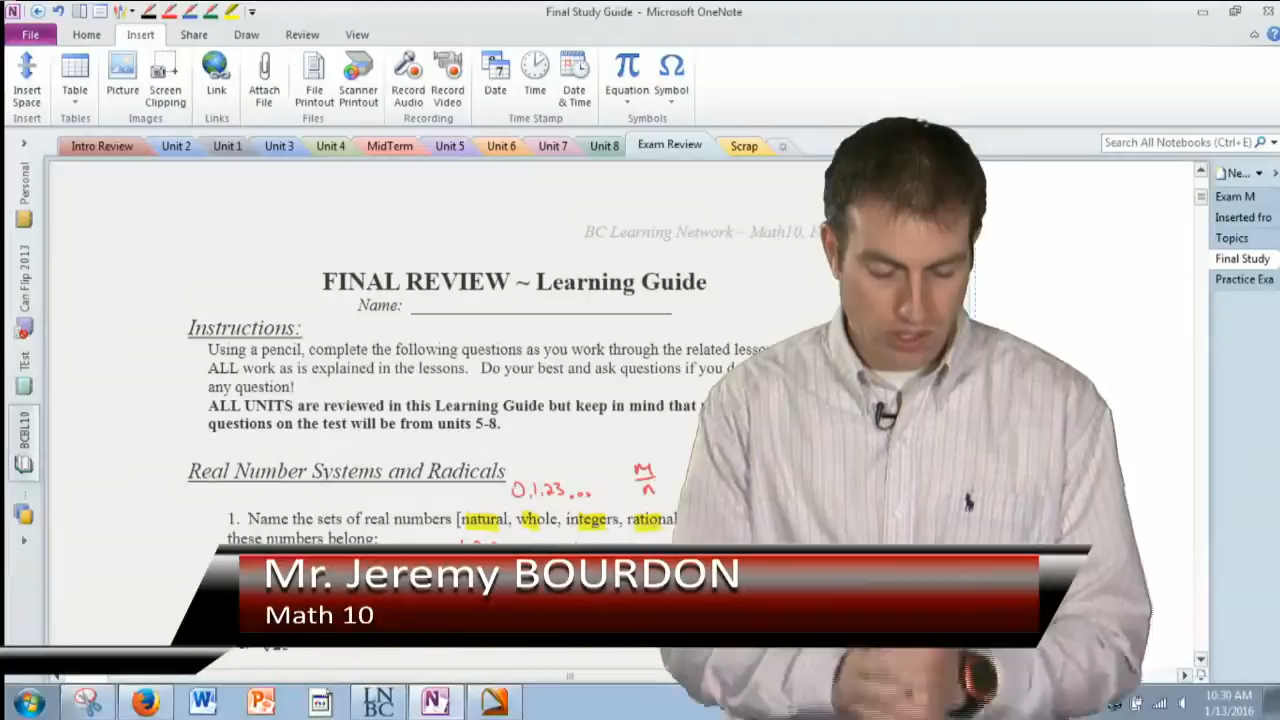 Final Study Guide - Microsoft OneNote
File Home Insert Share Draw Review View
Insert Space Table Picture Screen Clipping Link Attach File File Printout Scanner Printout Record Audio Record Video Date Time Date & Time Equation Symbol
Insert Tables Images Links Files Recording Time Stamp Symbols
Intro Review Unit 2 Unit 1 Unit 3 Unit 4 MidTerm Unit 5 Unit 6 Unit 7 Unit 8 Exam Review Scrap Search All Notebooks (Ctrl+E)
Personal
Can Flip 2013
Test
BCBL10
Ne...
Exam M
Inserted fro
Topics
Final Study
Practice Exa
BC Learning Network ~ Math10, F
FINAL REVIEW ~ Learning Guide
Name:
Instructions:
Using a pencil, complete the following questions as you work through the related
ALL work as is explained in the lessons. Do your best and ask questions if you
any question!
ALL UNITS are reviewed in this Learning Guide but keep in mind that
questions on the test will be from units 5-8.
Real Number Systems and Radicals
0,1,23...
m
n
1. Name the sets of real numbers [natural, whole, integers, rational
these numbers belong:
Mr. Jeremy BOURDON
Math 10
LN
BC
10:30 AM
1/13/2016